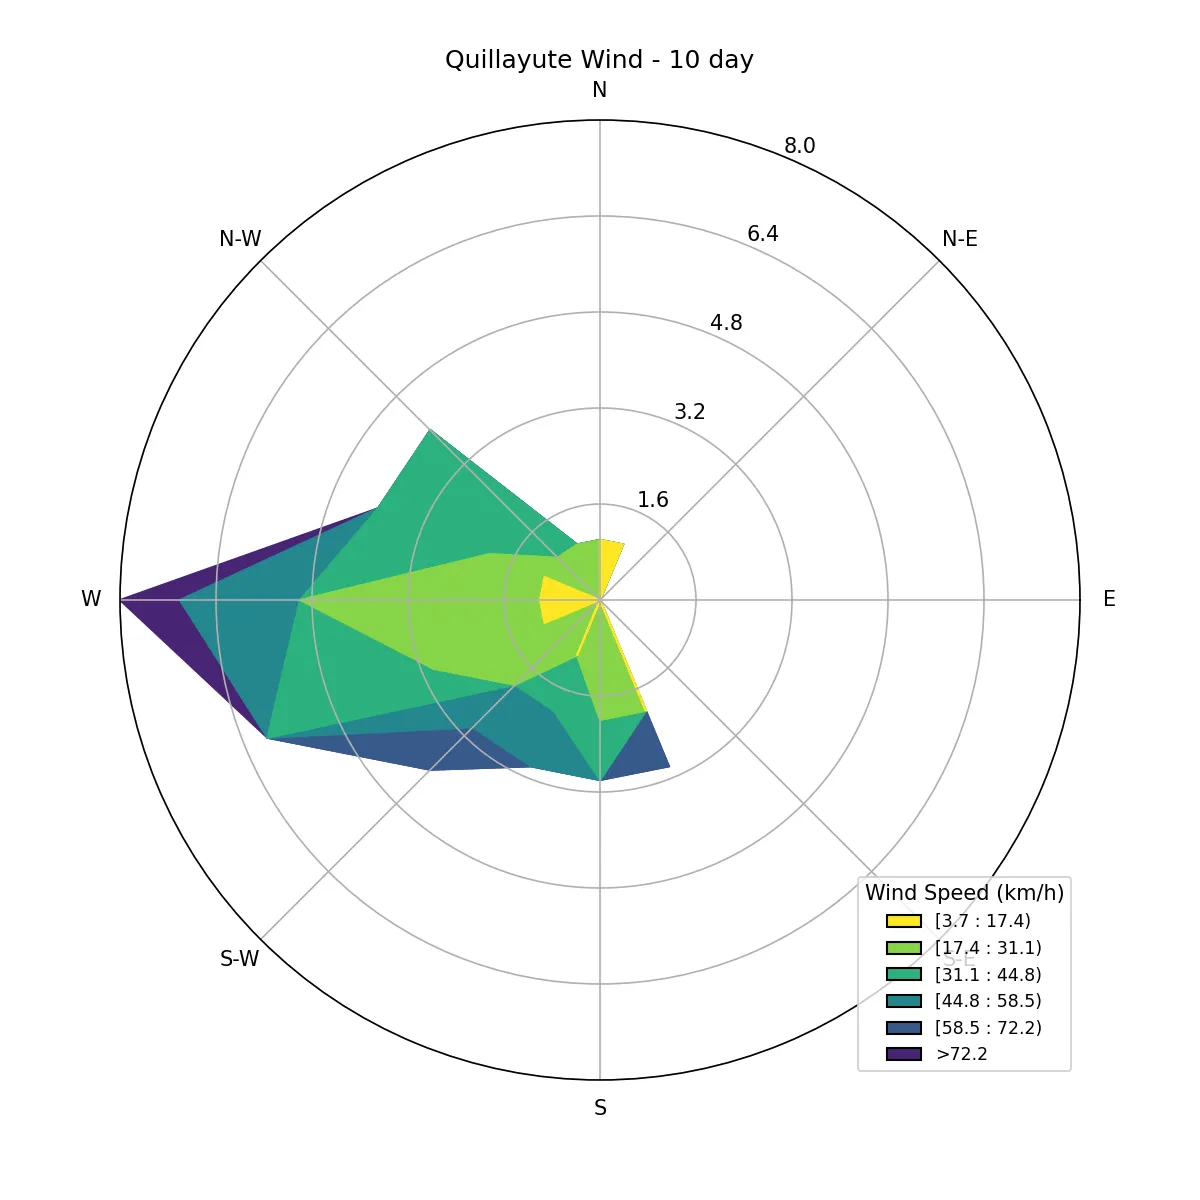 Quillayute Wind - 10 day
N
8.0
N-W
6.4
N-E
4.8
3.2
1.6
W
E
S-W
S-E
S
Wind Speed (km/h)
[3.7 : 17.4)
[17.4 : 31.1)
[31.1 : 44.8)
[44.8 : 58.5)
[58.5 : 72.2)
>72.2